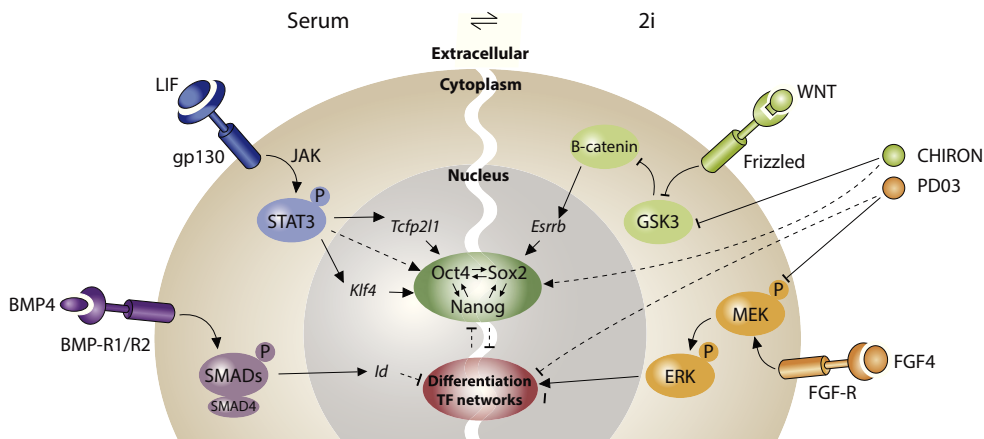 Serum
2i
Extracellular
Cytoplasm
LIF
WNT
gp130
JAK
B-catenin
Frizzled
CHIRON
Nucleus
PD03
P
STAT3
Tcfp2l1
Esrrb
GSK3
Oct4
Sox2
Klf4
P
BMP4
Nanog
MEK
BMP-R1/R2
P
P
FGF4
SMADs
Id
Differentiation
TF networks
ERK
FGF-R
SMAD4